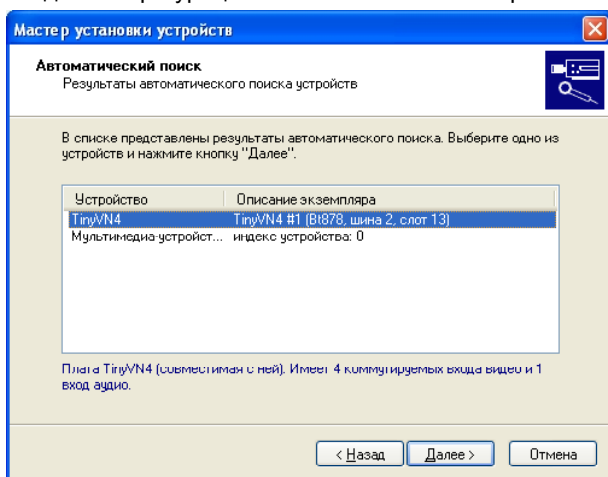 Мастер установки устройств
Автоматический поиск
Результаты автоматического поиска устройств
В списке представлены результаты автоматического поиска. Выберите одно из
устройств и нажмите кнопку "Далее".
Устройство Описание экземпляра
TinyVN4 TinyVN4 #1 (Bt878, шина 2, слот 13)
Мультимедиа-устройст... индекс устройства: 0
Плата TinyVN4 (совместимая с ней). Имеет 4 коммутируемых входа видео и 1
вход аудио.
< Назад Далее > Отмена